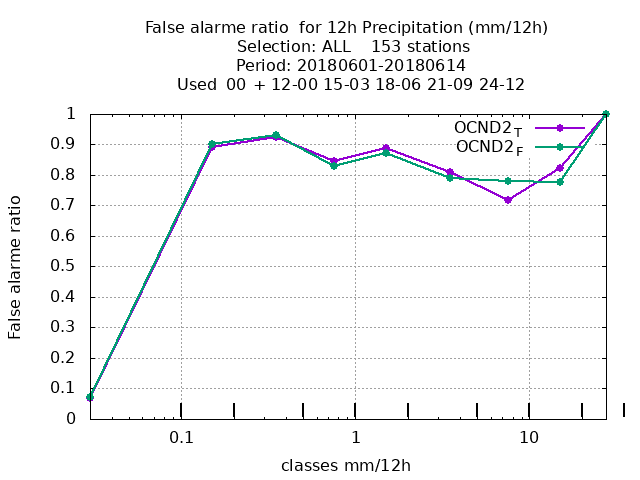 False alarme ratio  for 12h Precipitation (mm/12h)
Selection: ALL    153 stations
Period: 20180601-20180614
Used  00 + 12-00 15-03 18-06 21-09 24-12
1
0.9
0.8
0.7
0.6
0.5
0.4
0.3
0.2
0.1
0
False alarme ratio
OCND2_T
OCND2_F
0.1 1 10
classes mm/12h